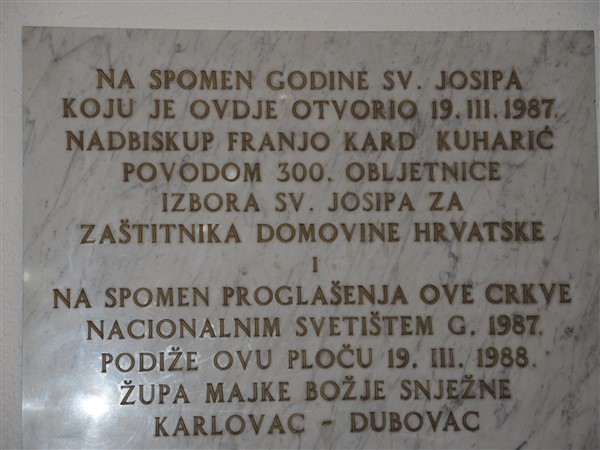 NA SPOMEN GODINE SV. JOSIPA
KOJU JE OVDJE OTVORIO 19. III. 1987.
NADBISKUP FRANJO KARD KUHARIĆ
POVODOM 300. OBLJETNICE
IZBORA SV. JOSIPA ZA
ZAŠTITNIKA DOMOVINE HRVATSKE
I
NA SPOMEN PROGLAŠENJA OVE CRKVE
NACIONALNIM SVETIŠTEM G. 1987.
PODIŽE OVU PLOČU 19. III. 1988.
ŽUPA MAJKE BOŽJE SNJEŽNE
KARLOVAC - DUBOVAC